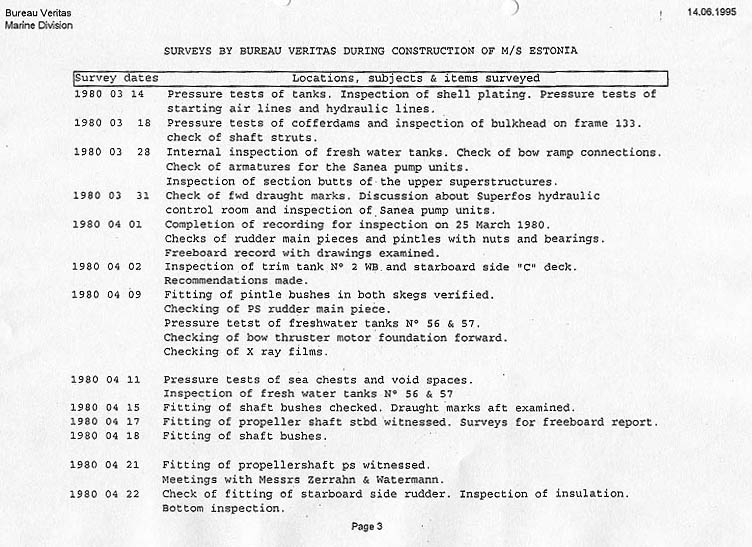 Bureau Veritas
Marine Division
14.06.1995
SURVEYS BY BUREAU VERITAS DURING CONSTRUCTION OF M/S ESTONIA
Survey dates Locations, subjects & items surveyed
1980 03 14 Pressure tests of tanks. Inspection of shell plating. Pressure tests of
starting air lines and hydraulic lines.
1980 03 18 Pressure tests of cofferdams and inspection of bulkhead on frame 133.
check of shaft struts.
1980 03 28 Internal inspection of fresh water tanks. Check of bow ramp connections.
Check of armatures for the Sanea pump units.
Inspection of section butts of the upper superstructures.
1980 03 31 Check of fwd draught marks. Discussion about Superfos hydraulic
control room and inspection of Sanea pump units.
1980 04 01 Completion of recording for inspection on 25 March 1980.
Checks of rudder main pieces and pintles with nuts and bearings.
Freeboard record with drawings examined.
1980 04 02 Inspection of trim tank N° 2 WB and starboard side "C" deck.
Recommendations made.
1980 04 09 Fitting of pintle bushes in both skegs verified.
Checking of PS rudder main piece.
Pressure tetst of freshwater tanks N° 56 & 57.
Checking of bow thruster motor foundation forward.
Checking of X ray films.
1980 04 11 Pressure tests of sea chests and void spaces.
Inspection of fresh water tanks N° 56 & 57
1980 04 15 Fitting of shaft bushes checked. Draught marks aft examined.
1980 04 17 Fitting of propeller shaft stbd witnessed. Surveys for freeboard report.
1980 04 18 Fitting of shaft bushes.
1980 04 21 Fitting of propellershaft ps witnessed.
Meetings with Messrs Zerrahn & Watermann.
1980 04 22 Check of fitting of starboard side rudder. Inspection of insulation.
Bottom inspection.
Page 3